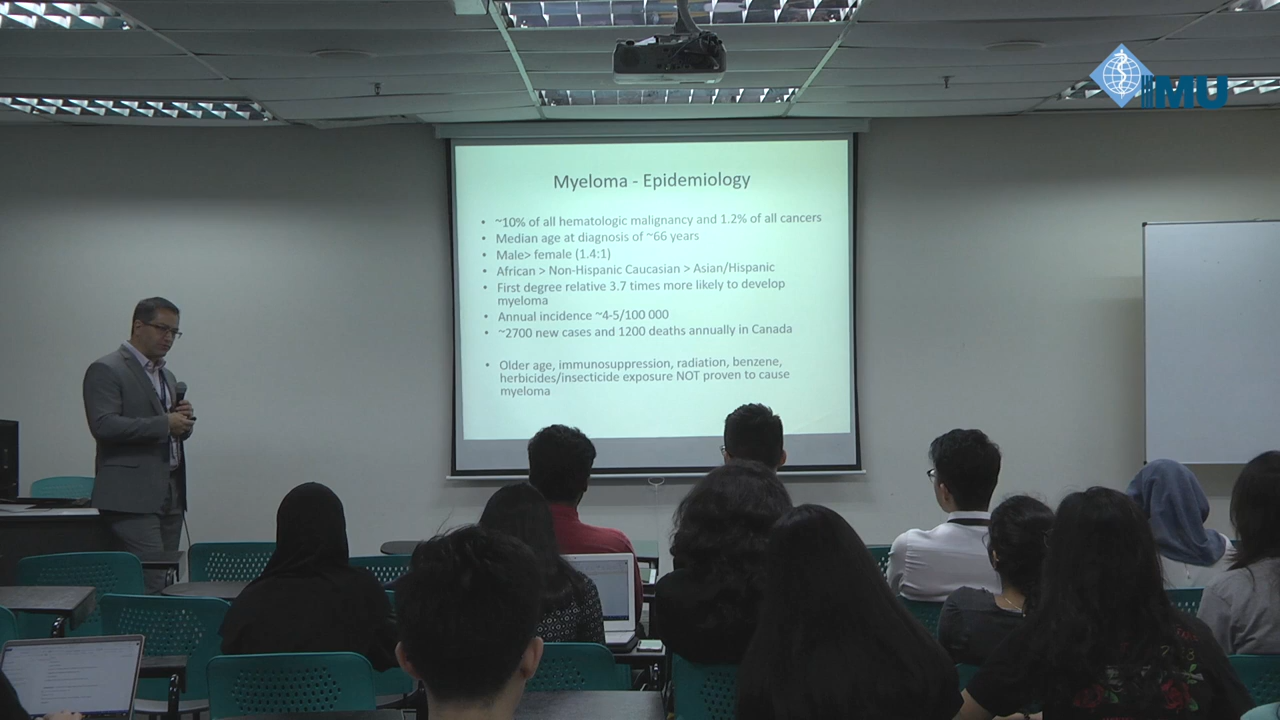 IMU
Myeloma - Epidemiology
• ~10% of all hematologic malignancy and 1.2% of all cancers
• Median age at diagnosis of ~66 years
• Male> female (1.4:1)
• African > Non-Hispanic Caucasian > Asian/Hispanic
• First degree relative 3.7 times more likely to develop
myeloma
• Annual incidence ~4-5/100 000
• ~2700 new cases and 1200 deaths annually in Canada
• Older age, immunosuppression, radiation, benzene,
herbicides/insecticide exposure NOT proven to cause
myeloma